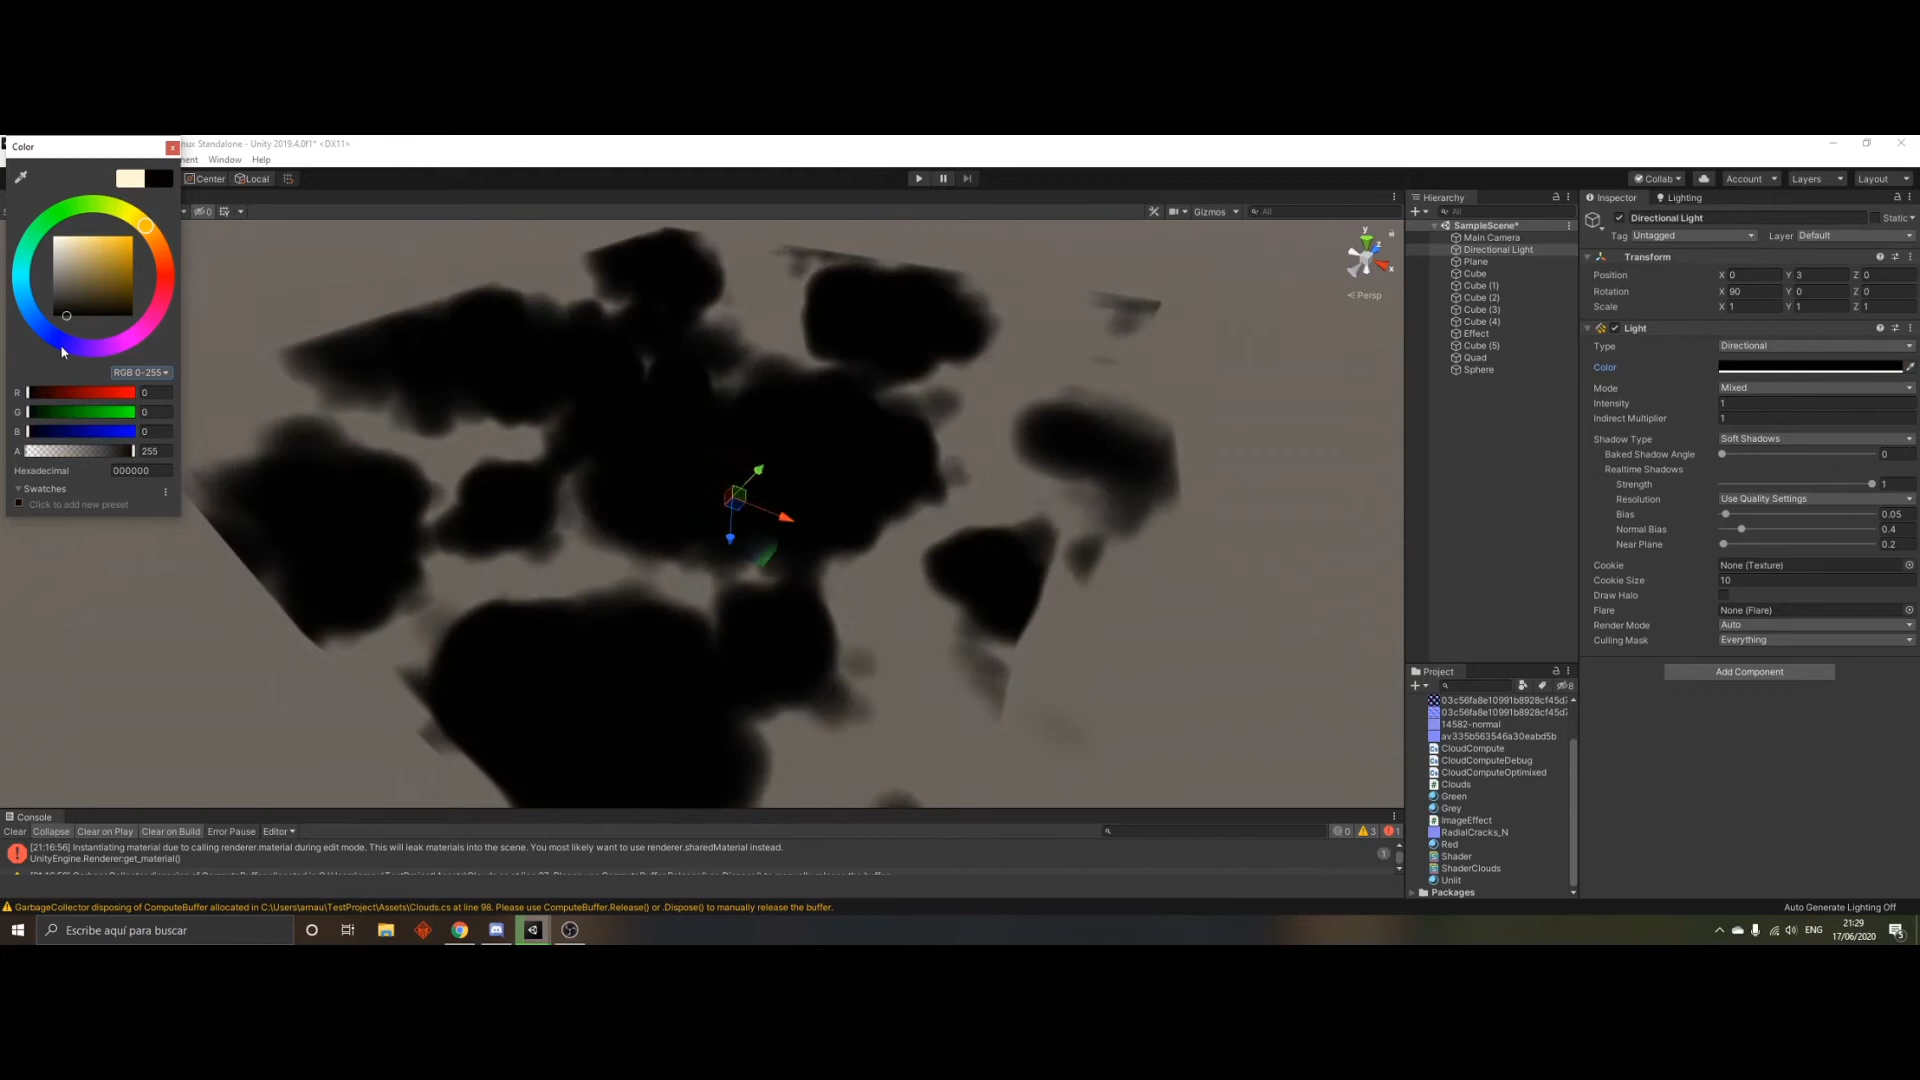 Color
nux Standalone - Unity 2019.4.0f1* <DX11>
nent Window Help
Center Local
Collab Account Layers Layout
0 Gizmos All
y
z
x
Persp
RGB 0-255
R 0
G 0
B 0
A 255
Hexadecimal 000000
Swatches
Click to add new preset
Hierarchy
All
SampleScene*
Main Camera
Directional Light
Plane
Cube
Cube (1)
Cube (2)
Cube (3)
Cube (4)
Effect
Cube (5)
Quad
Sphere
Inspector Lighting
Directional Light Static
Tag Untagged Layer Default
Transform
Position X 0 Y 3 Z 0
Rotation X 90 Y 0 Z 0
Scale X 1 Y 1 Z 1
Light
Type Directional
Color
Mode Mixed
Intensity 1
Indirect Multiplier 1
Shadow Type Soft Shadows
Baked Shadow Angle 0
Realtime Shadows
Strength 1
Resolution Use Quality Settings
Bias 0.05
Normal Bias 0.4
Near Plane 0.2
Cookie None (Texture)
Cookie Size 10
Draw Halo
Flare None (Flare)
Render Mode Auto
Culling Mask Everything
Add Component
Project
8
03c56fa8e10991b8928cf45d7
03c56fa8e10991b8928cf45d7
14582-normal
av335b563546a30eabd5b
CloudCompute
CloudComputeDebug
CloudComputeOptimixed
Clouds
Green
Grey
ImageEffect
RadialCracks_N
Red
Shader
ShaderClouds
Unlit
Packages
Console
Clear Collapse Clear on Play Clear on Build Error Pause Editor 0 3 1
[21:16:56] Instantiating material due to calling renderer.material during edit mode. This will leak materials into the scene. You most likely want to use renderer.sharedMaterial instead.
UnityEngine.Renderer:get_material()
1
GarbageCollector disposing of ComputeBuffer allocated in C:\Users\arnau\TestProject\Assets\Clouds.cs at line 98. Please use ComputeBuffer.Release() or .Dispose() to manually release the buffer.
Auto Generate Lighting Off
Escribe aquí para buscar
ENG
21:29
17/06/2020
5